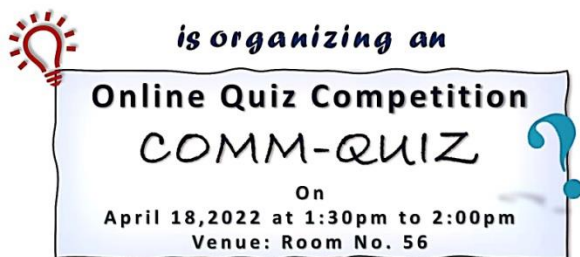 is organizing an
Online Quiz Competition
COMM-QUIZ
On
April 18,2022 at 1:30pm to 2:00pm
Venue: Room No. 56